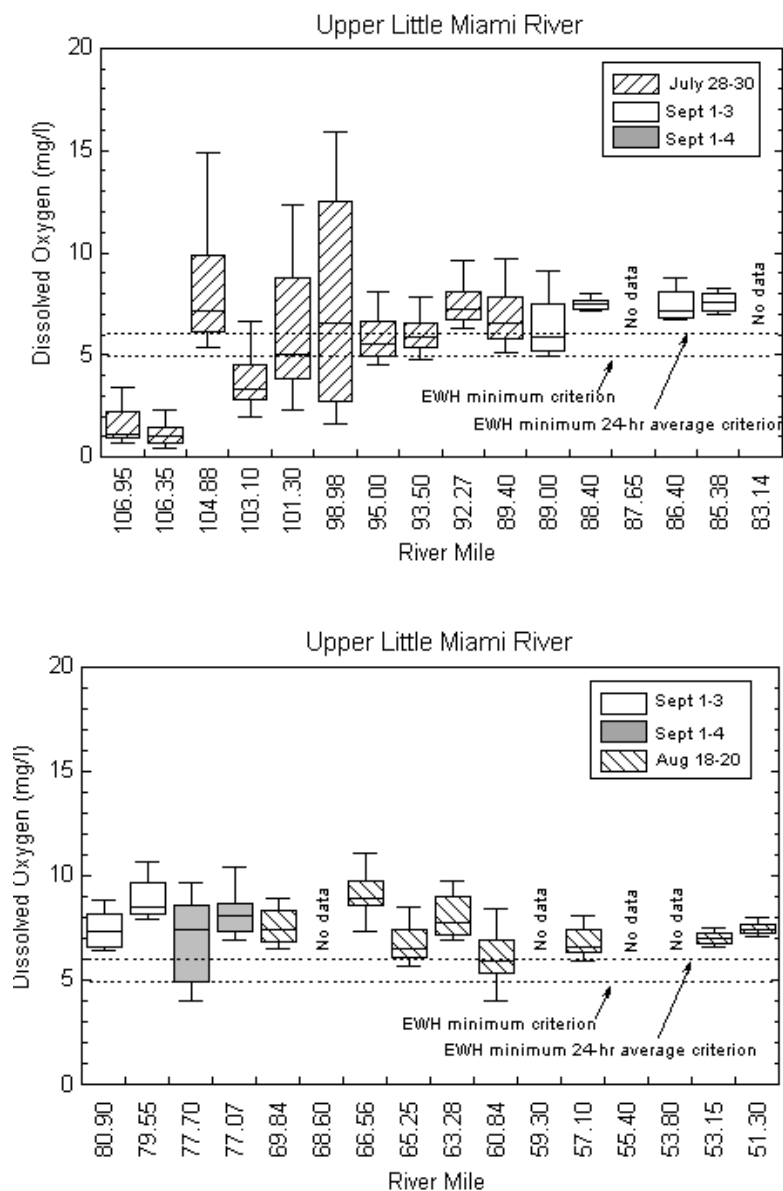 Upper Little Miami River
20
15
10
5
0
Dissolved Oxygen (mg/l)
July 28-30
Sept 1-3
Sept 1-4
No data
No data
EWH minimum criterion
EWH minimum 24-hr average criterion
106.95
106.35
104.88
103.10
101.30
98.98
95.00
93.50
92.27
89.40
89.00
88.40
87.65
86.40
85.38
83.14
River Mile
Upper Little Miami River
20
15
10
5
0
Dissolved Oxygen (mg/l)
Sept 1-3
Sept 1-4
Aug 18-20
No data
No data
No data
No data
EWH minimum criterion
EWH minimum 24-hr average criterion
80.90
79.55
77.70
77.07
69.84
68.60
66.56
65.25
63.28
60.84
59.30
57.10
55.40
53.80
53.15
51.30
River Mile